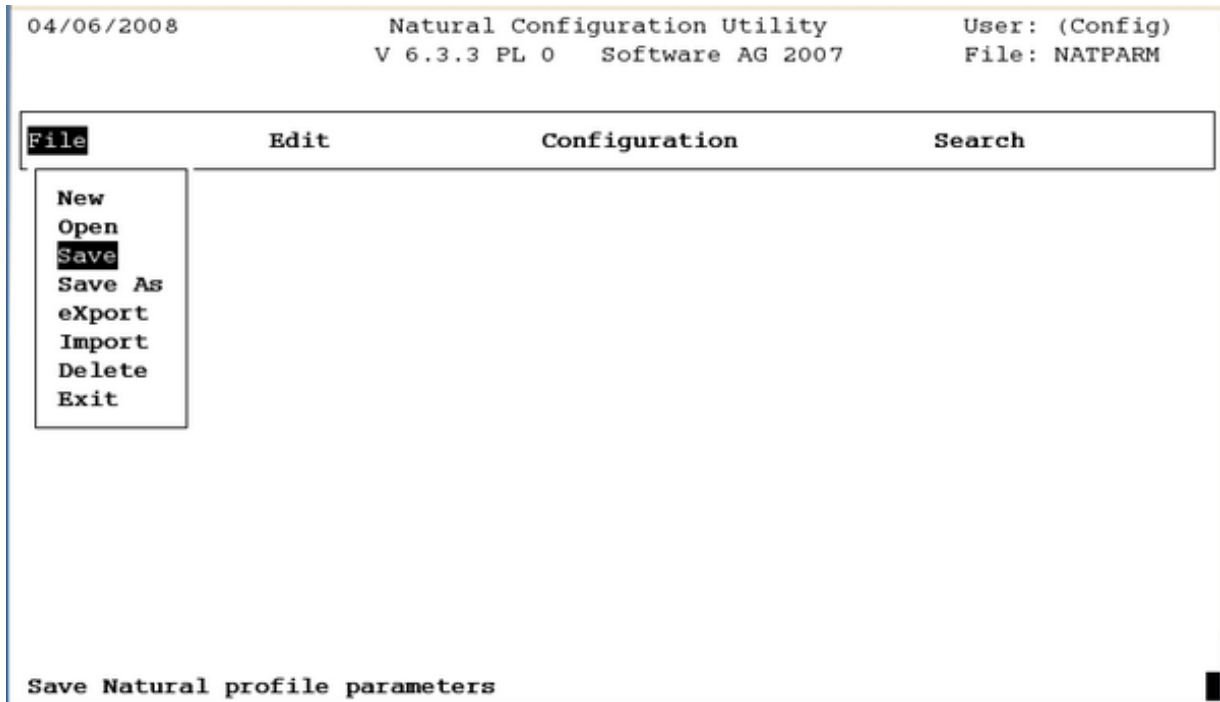 04/06/2008 Natural Configuration Utility User: (Config)
V 6.3.3 PL 0 Software AG 2007 File: NATPARM
File Edit Configuration Search
New
Open
Save
Save As
eXport
Import
Delete
Exit
Save Natural profile parameters